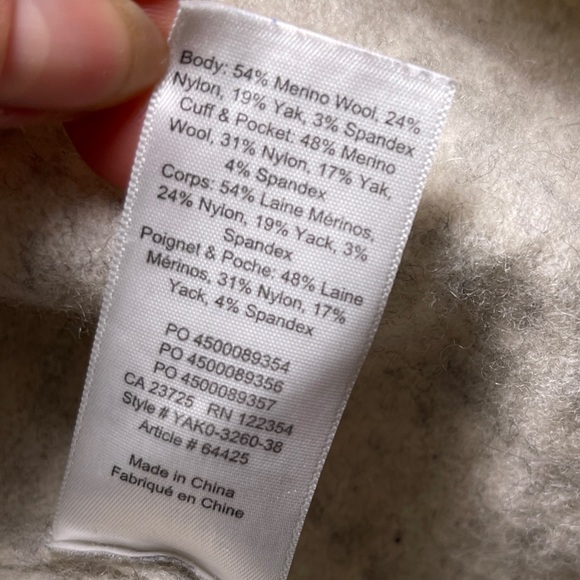 Body: 54% Merino Wool, 24%
Nylon, 19% Yak, 3% Spandex
Cuff & Pocket: 48% Merino
Wool, 31% Nylon, 17% Yak,
4% Spandex
Corps: 54% Laine Mérinos,
24% Nylon, 19% Yack, 3%
Spandex
Poignet & Poche: 48% Laine
Mérinos, 31% Nylon, 17%
Yack, 4% Spandex
PO 4500089354
PO 4500089356
PO 4500089357
CA 23725 RN 122354
Style # YAK0-3260-38
Article # 64425
Made in China
Fabriqué en Chine